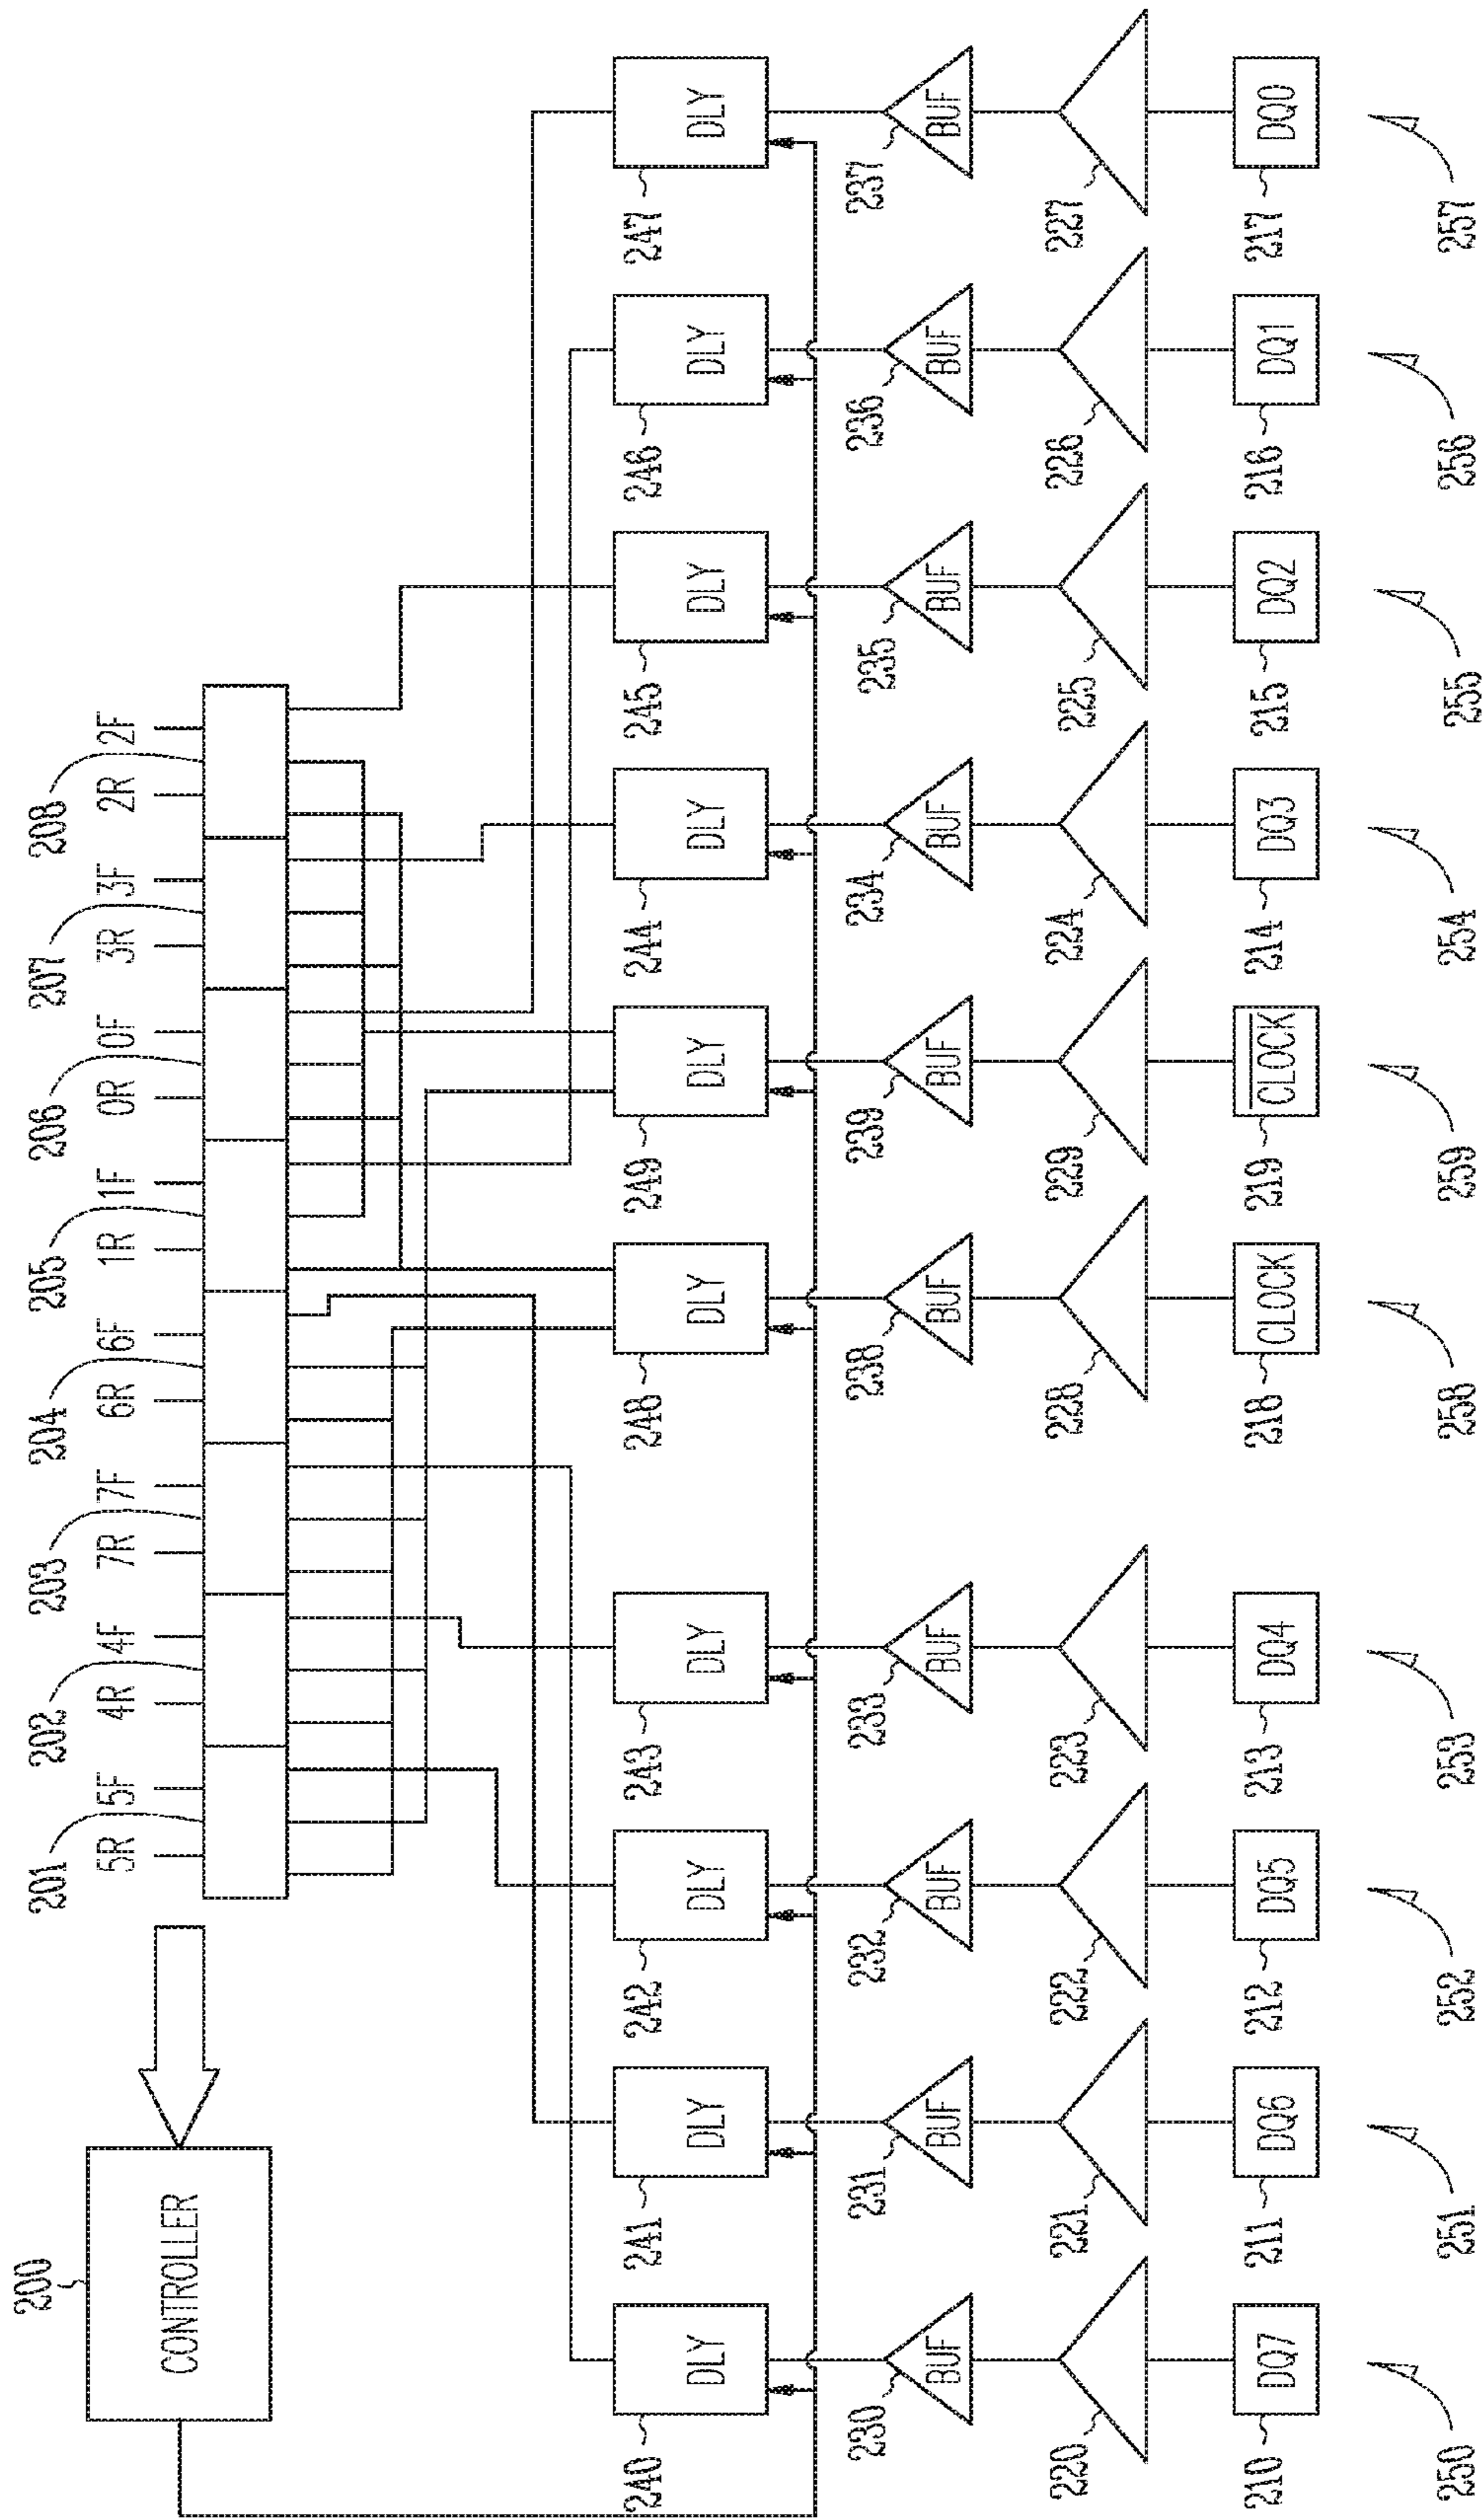 200 201 202 203 204 205 206 207 208
5R 5F 4R 4F 7R 7F 6R 6F 1R 1F 0R 0F 3R 3F 2R 2F
CONTROLLER
240 241 242 243 248 249 244 245 246 247
DLY DLY DLY DLY DLY DLY DLY DLY DLY DLY
230 231 232 233 238 239 234 235 236 237
BUF BUF BUF BUF BUF BUF BUF BUF BUF BUF
220 221 222 223 228 229 224 225 226 227
210 211 212 213 218 219 214 215 216 217
DQ7 DQ6 DQ5 DQ4 CLOCK CLOCK DQ3 DQ2 DQ1 DQ0
250 251 252 253 258 259 254 255 256 257